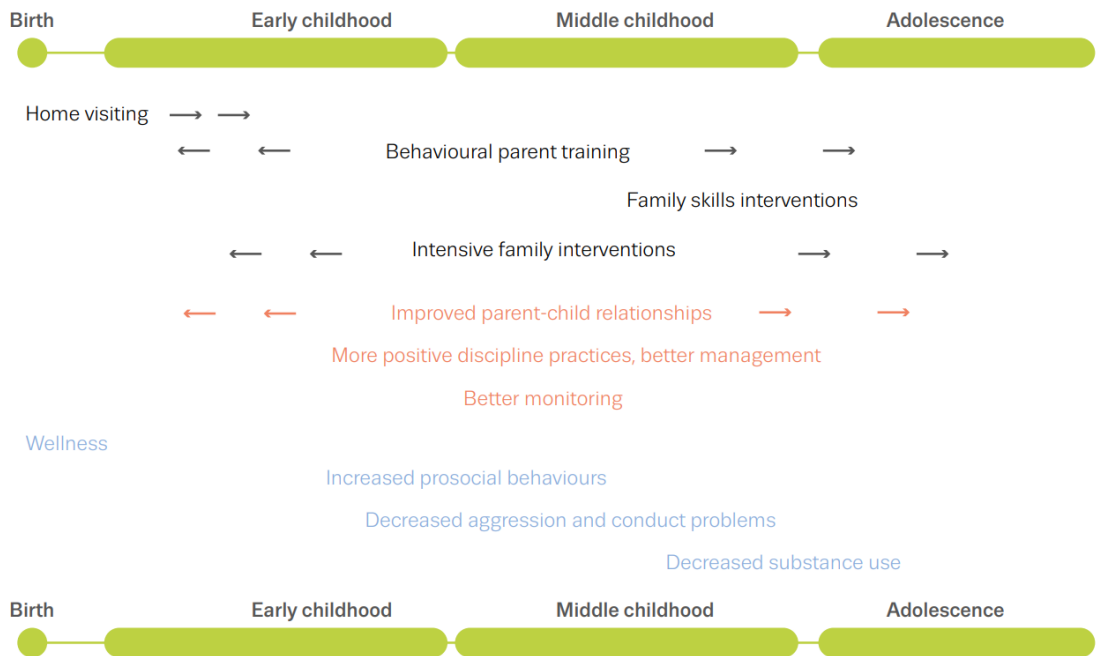 Birth Early childhood Middle childhood Adolescence
Home visiting
Behavioural parent training
Family skills interventions
Intensive family interventions
Improved parent-child relationships
More positive discipline practices, better management
Better monitoring
Wellness
Increased prosocial behaviours
Decreased aggression and conduct problems
Decreased substance use
Birth Early childhood Middle childhood Adolescence